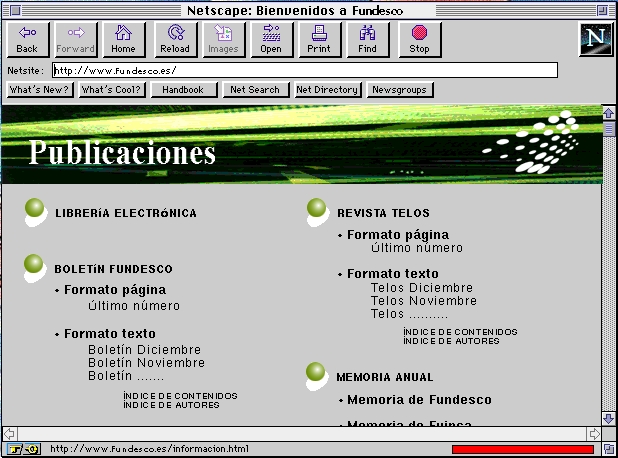 Netscape: Bienvenidos a Fundesco
Back Forward Home Reload Images Open Print Find Stop
N
Netsite: http://www.fundesco.es/
What's New? What's Cool? Handbook Net Search Net Directory Newsgroups
Publicaciones
LIBRERíA ELECTRóNICA
BOLETíN FUNDESCO
• Formato página
último número
• Formato texto
Boletín Diciembre
Boletín Noviembre
Boletín .......
íNDICE DE CONTENIDOS
íNDICE DE AUTORES
REVISTA TELOS
• Formato página
último número
• Formato texto
Telos Diciembre
Telos Noviembre
Telos ..........
íNDICE DE CONTENIDOS
íNDICE DE AUTORES
MEMORIA ANUAL
• Memoria de Fundesco
• Memoria de Fuinca
http://www.fundesco.es/informacion.html